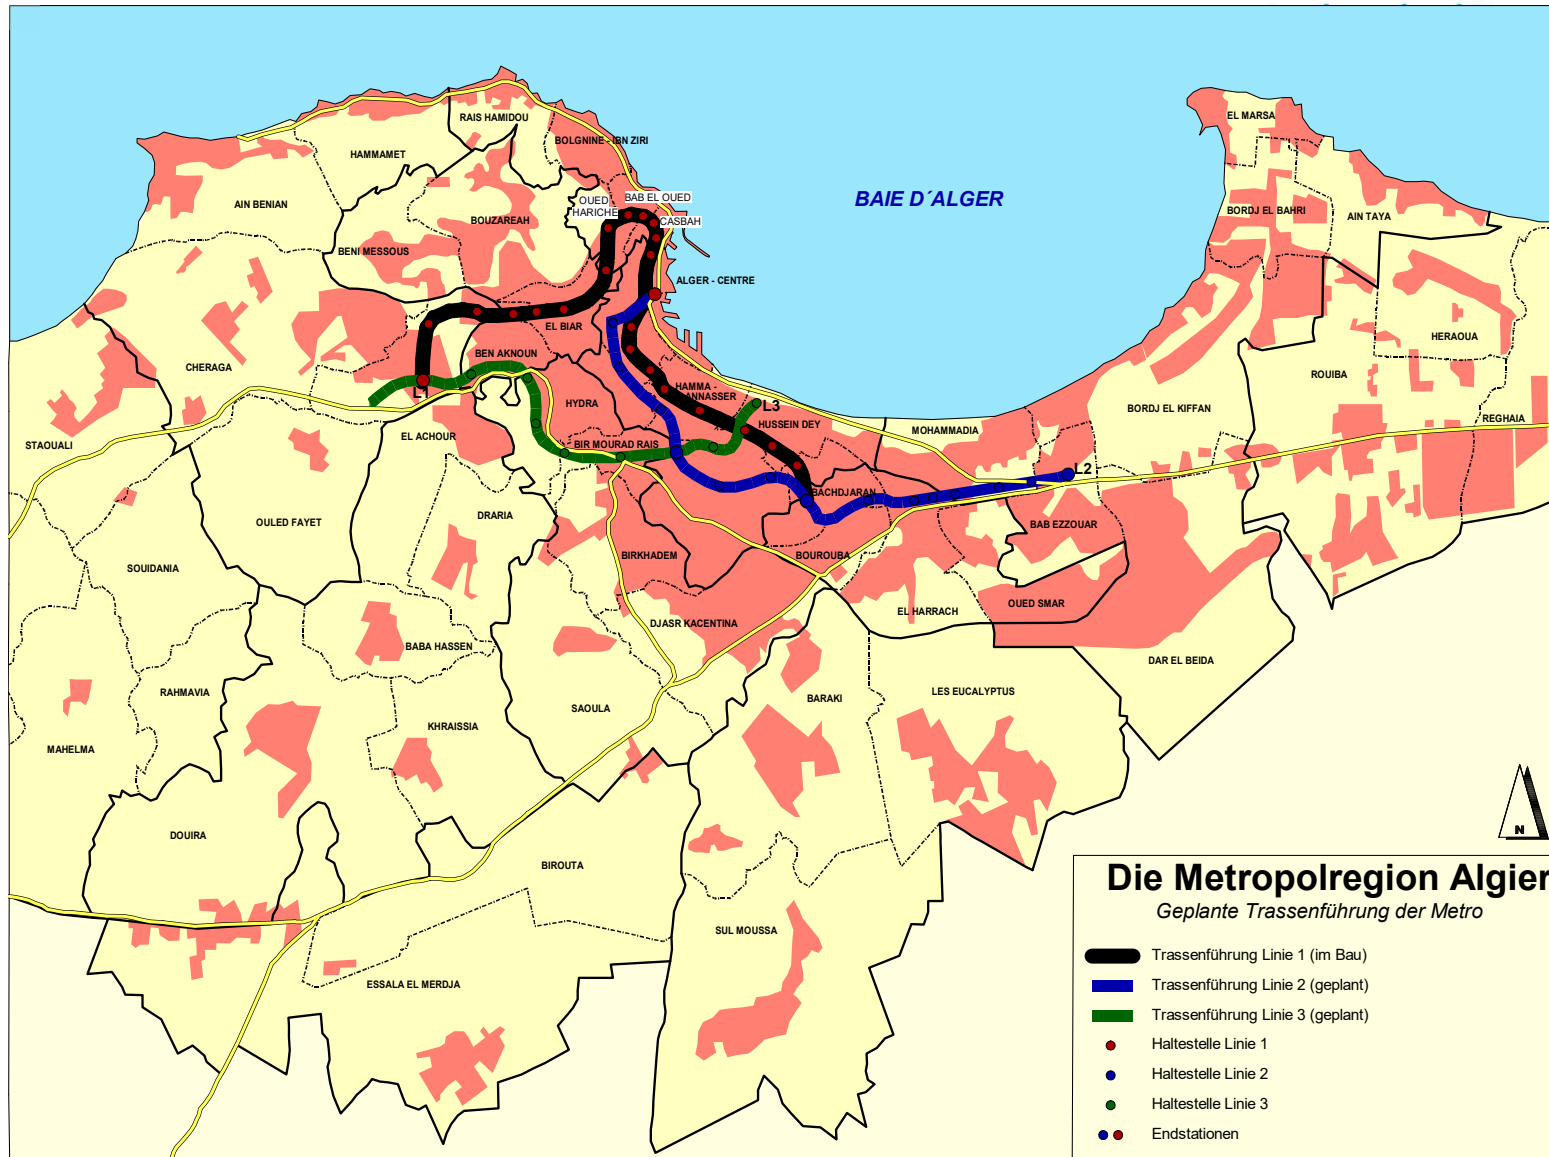 EL MARSA
RAIS HAMIDOU
BOLGNINE - IBN ZIRI
HAMMAMET
BAIE D´ALGER
OUED
HARICHE
BAB EL OUED
CASBAH
AIN BENIAN
BOUZAREAH
BENI MESSOUS
BORDJ EL BAHRI
AIN TAYA
ALGER - CENTRE
EL BIAR
HERAOUA
BEN AKNOUN
CHERAGA
L1
HYDRA
HAMMA -
ANNASSER
L3
HUSSEIN DEY
ROUIBA
BORDJ EL KIFFAN
REGHAIA
MOHAMMADIA
STAOUALI
EL ACHOUR
BIR MOURAD RAIS
L2
BACHDJARAN
OULED FAYET
DRARIA
BAB EZZOUAR
BIRKHADEM
BOUROUBA
SOUIDANIA
EL HARRACH
OUED SMAR
DJASR KACENTINA
BABA HASSEN
DAR EL BEIDA
RAHMAVIA
SAOULA
BARAKI
LES EUCALYPTUS
KHRAISSIA
MAHELMA
DOUIRA
BIROUTA
N
SUL MOUSSA
ESSALA EL MERDJA
Die Metropolregion Algier
Geplante Trassenführung der Metro
Trassenführung Linie 1 (im Bau)
Trassenführung Linie 2 (geplant)
Trassenführung Linie 3 (geplant)
Haltestelle Linie 1
Haltestelle Linie 2
Haltestelle Linie 3
Endstationen